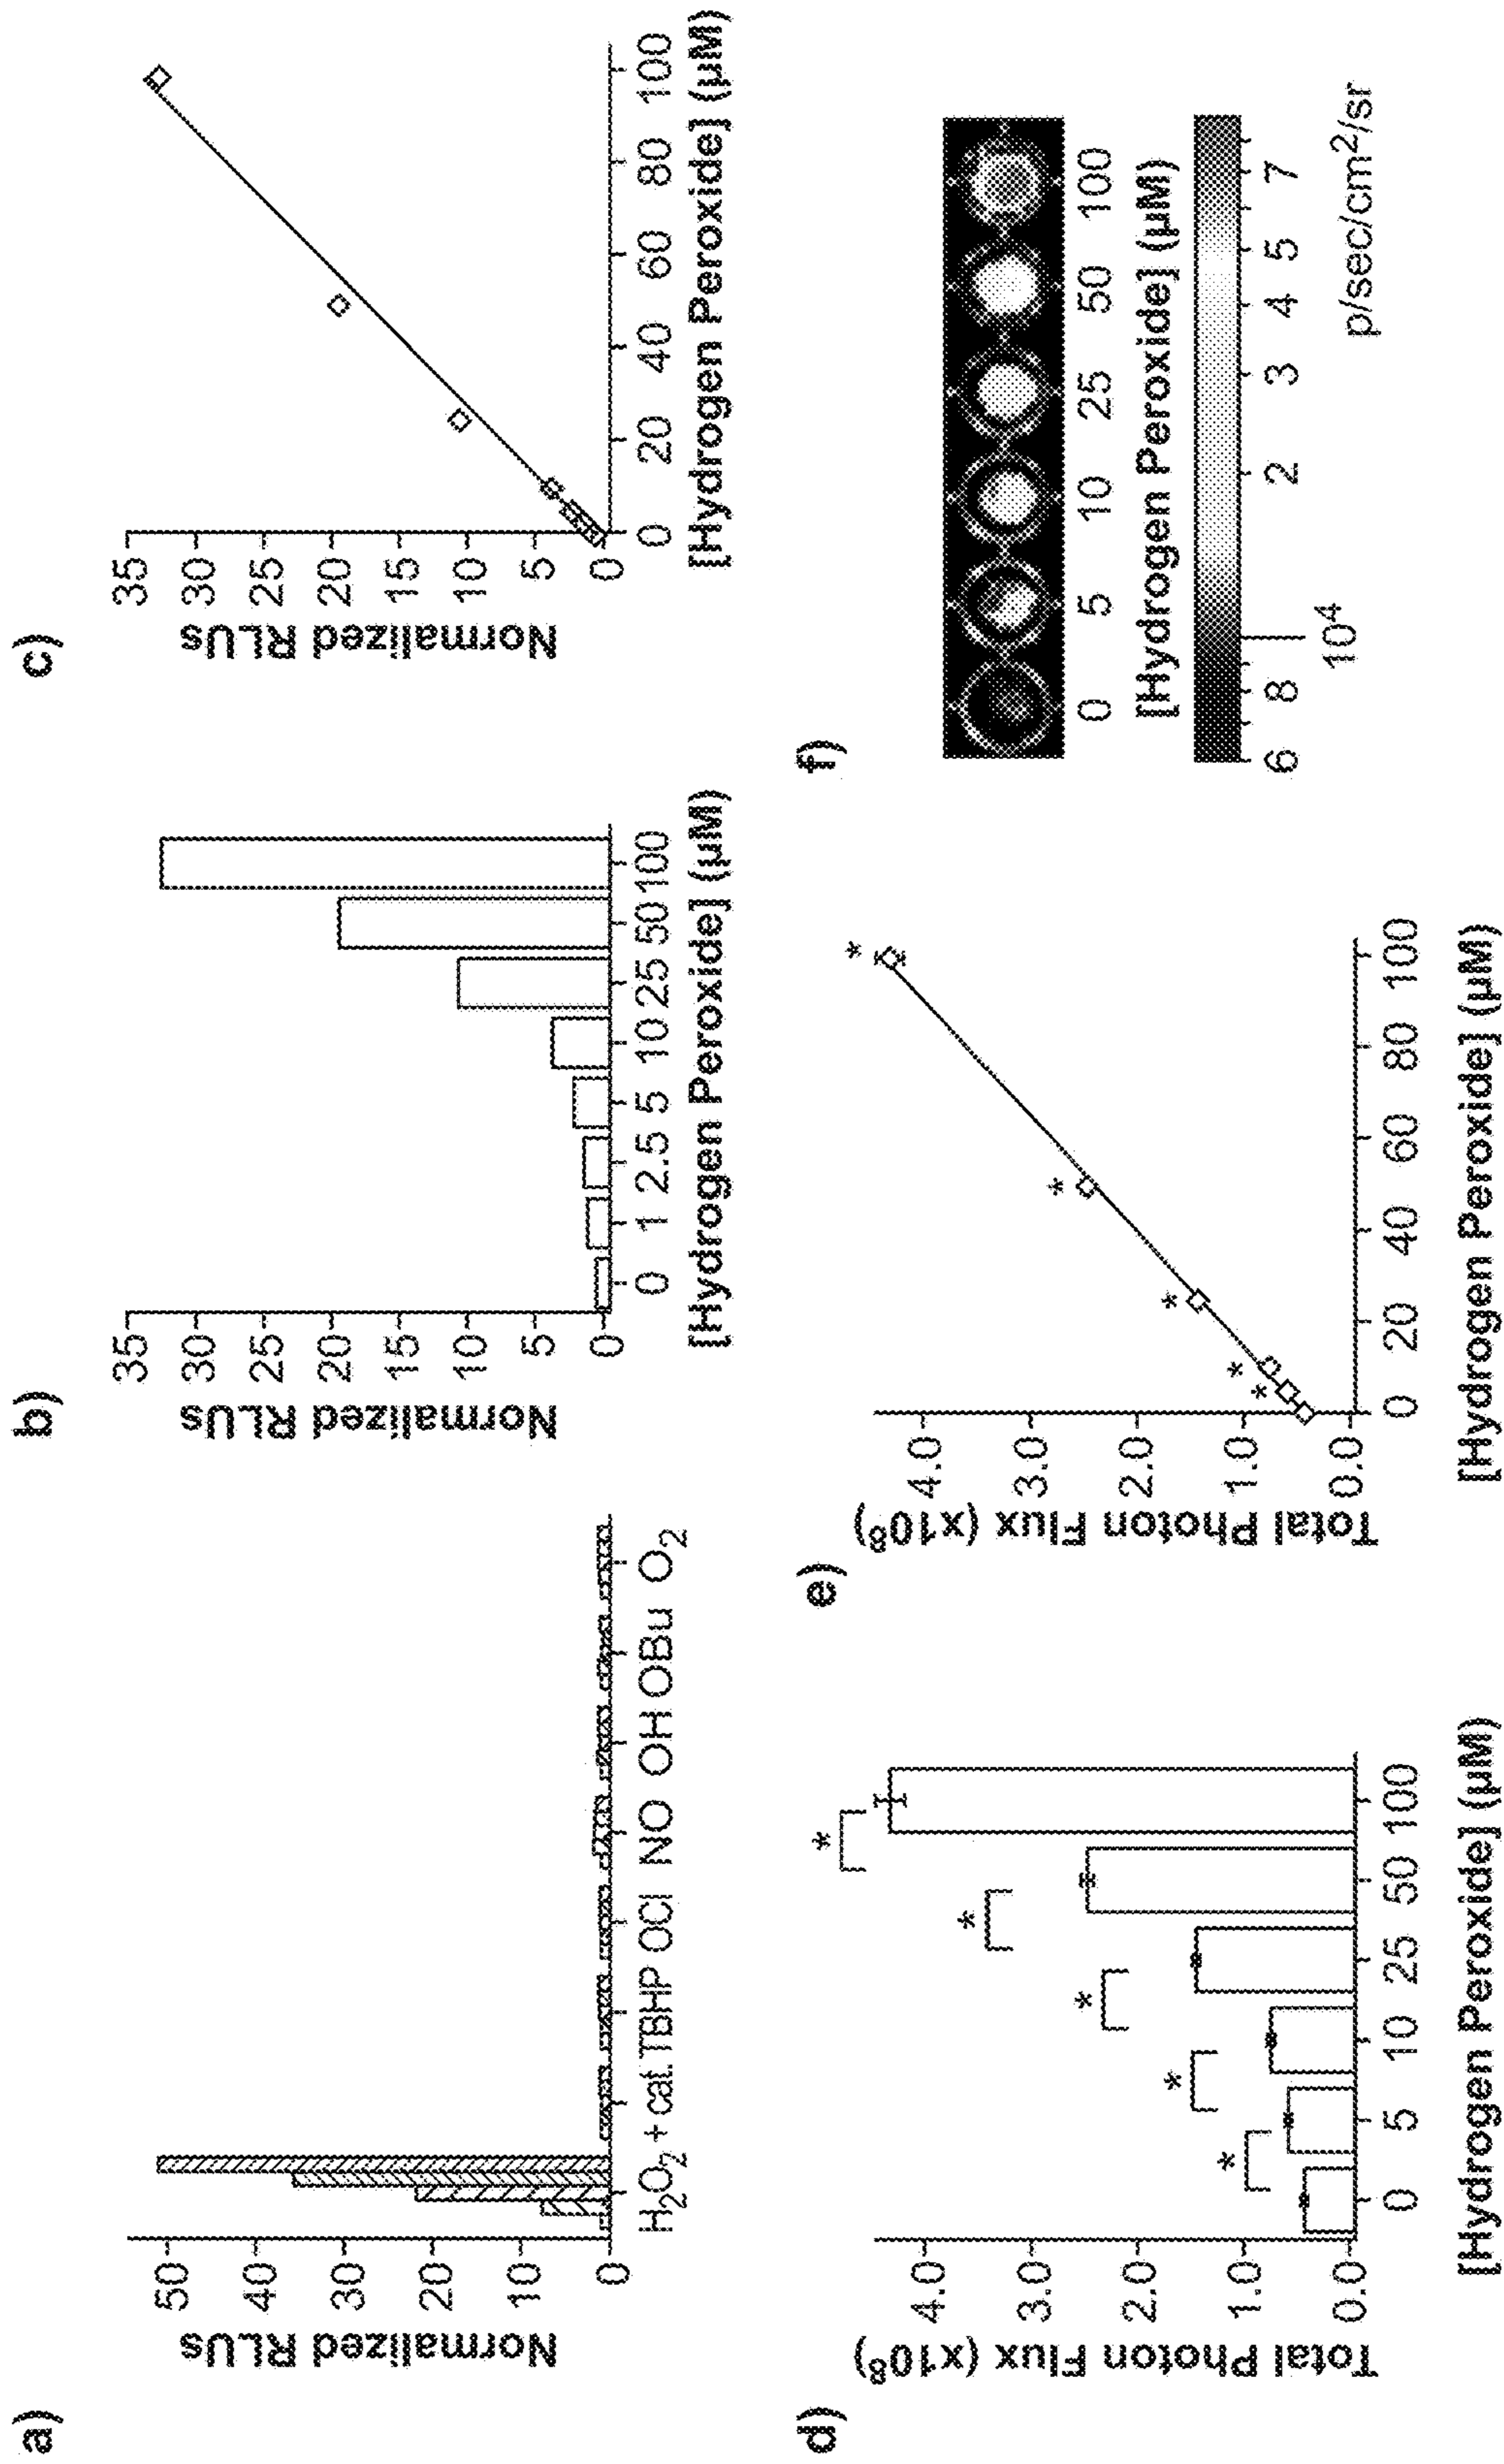 a)
Normalized RLUs
50
40
30
20
10
0
H2O2 + cat. TBHP OCl NO OH OBu O2
b)
Normalized RLUs
35
30
25
20
15
10
5
0
0 1 2.5 5 10 25 50 100
[Hydrogen Peroxide] (µM)
c)
Normalized RLUs
35
30
25
20
15
10
5
0
0 20 40 60 80 100
[Hydrogen Peroxide] (µM)
d)
Total Photon Flux (x10⁸)
4.0
3.0
2.0
1.0
0.0
* * * * *
0 5 10 25 50 100
[Hydrogen Peroxide] (µM)
e)
Total Photon Flux (x10⁸)
4.0
3.0
2.0
1.0
0.0
* * * * *
0 20 40 60 80 100
[Hydrogen Peroxide] (µM)
f)
0 5 10 25 50 100
[Hydrogen Peroxide] (µM)
6 8 2 3 4 5 7
10⁴
p/sec/cm²/sr